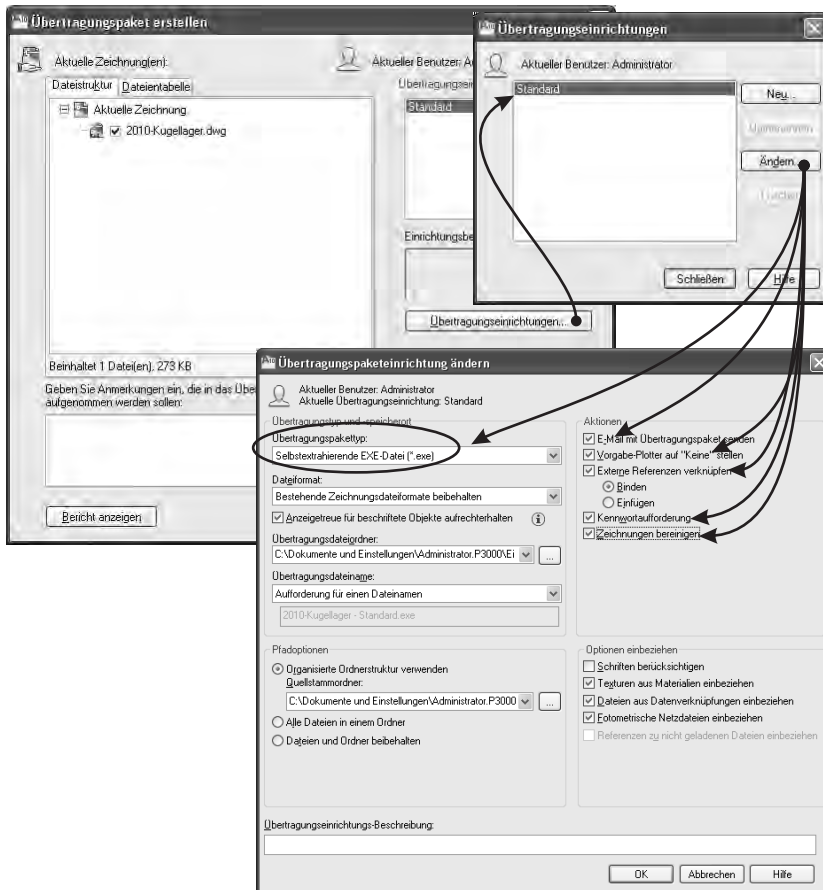 Übertragungspaket erstellen
Aktuelle Zeichnung(en):
Aktueller Benutzer: A
Dateistruktur
Dateientabelle
Übertragungsei
Aktuelle Zeichnung
Standard
2010-Kugellager.dwg
Einrichtungsbe
Übertragungseinrichtungen...
Beinhaltet 1 Datei(en), 273 KB
Geben Sie Anmerkungen ein, die in das Übe
aufgenommen werden sollen:
Bericht anzeigen
Übertragungseinrichtungen
Aktueller Benutzer: Administrator
Standard
Neu...
Umbenennen
Ändern...
Löschen
Schließen
Hilfe
Übertragungspaketeinrichtung ändern
Aktueller Benutzer: Administrator
Aktuelle Übertragungseinrichtung: Standard
Übertragungstyp und -speicherort
Übertragungspakettyp:
Selbstextrahierende EXE-Datei (*.exe)
Dateiformat:
Bestehende Zeichnungsdateiformate beibehalten
Anzeigetreue für beschriftete Objekte aufrechterhalten
Übertragungsdateiordner:
C:\Dokumente und Einstellungen\Administrator.P3000\Ei
...
Übertragungsdateiname:
Aufforderung für einen Dateinamen
2010-Kugellager - Standard.exe
Aktionen
E-Mail mit Übertragungspaket senden
Vorgabe-Plotter auf "Keine" stellen
Externe Referenzen verknüpfen
Binden
Einfügen
Kennwortaufforderung
Zeichnungen bereinigen
Pfadoptionen
Organisierte Ordnerstruktur verwenden
Quellstammordner:
C:\Dokumente und Einstellungen\Administrator.P3000
...
Alle Dateien in einem Ordner
Dateien und Ordner beibehalten
Optionen einbeziehen
Schriften berücksichtigen
Texturen aus Materialien einbeziehen
Dateien aus Datenverknüpfungen einbeziehen
Fotometrische Netzdateien einbeziehen
Referenzen zu nicht geladenen Dateien einbeziehen
Übertragungseinrichtungs-Beschreibung:
OK
Abbrechen
Hilfe